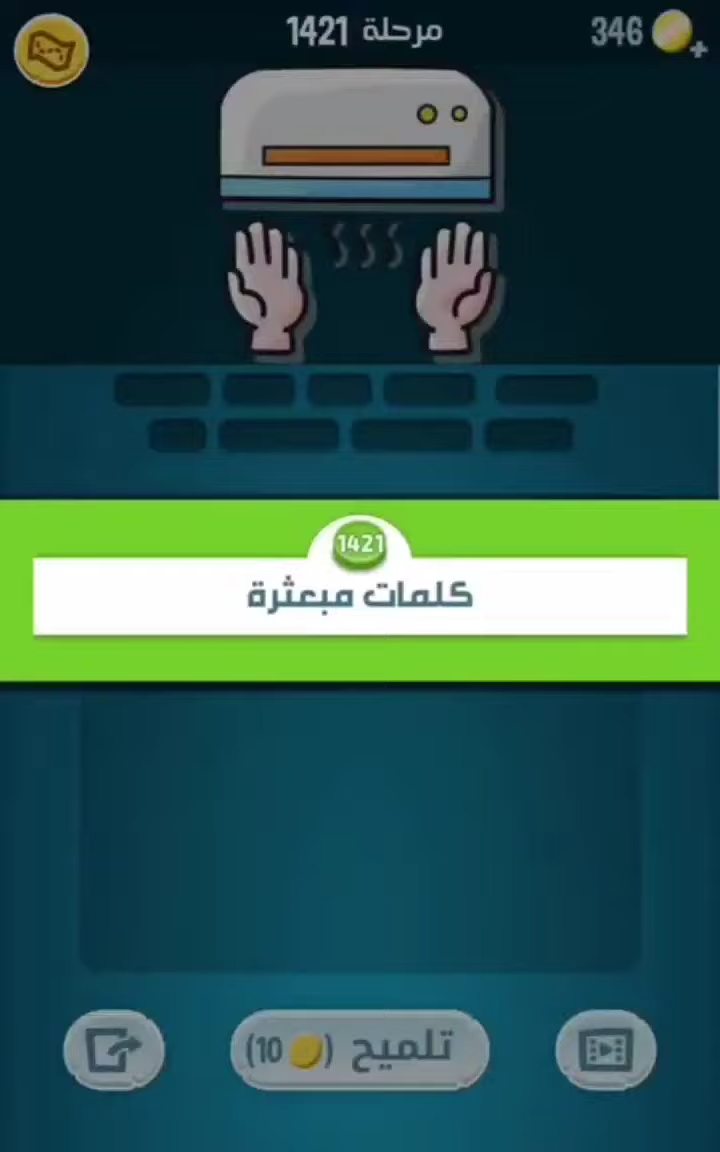 مرحلة 1421
346
1421
كلمات مبعثرة
تلميح (10)